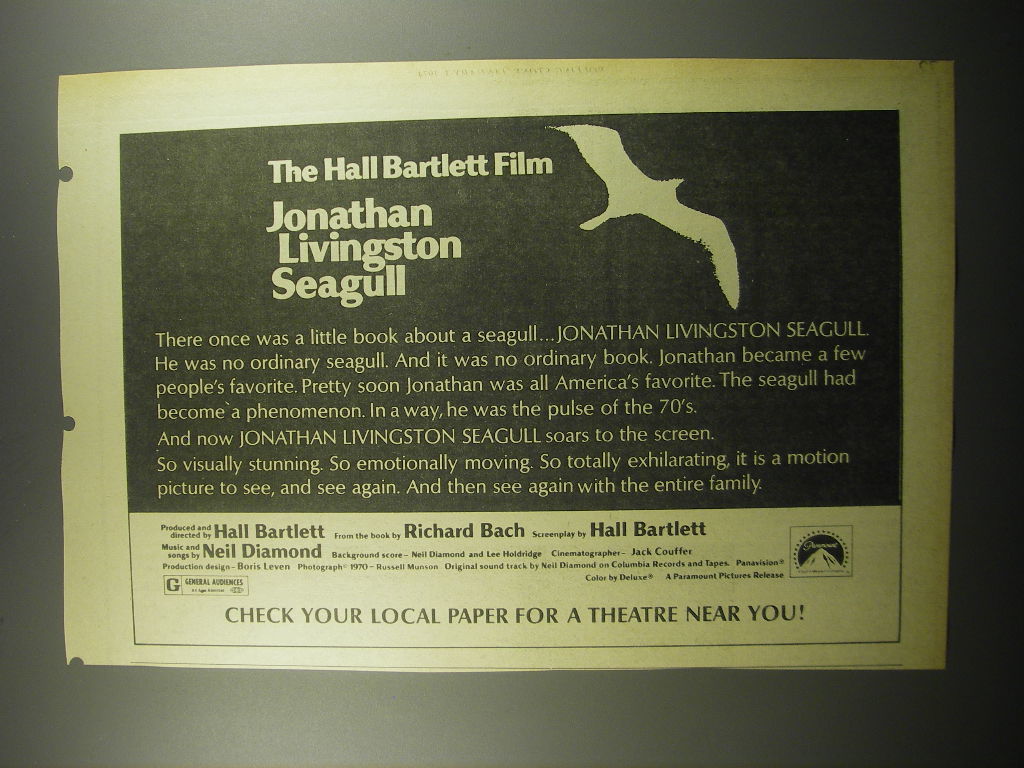 The Hall Bartlett Film
Jonathan
Livingston
Seagull
There once was a little book about a seagull...JONATHAN LIVINGSTON SEAGULL.
He was no ordinary seagull. And it was no ordinary book. Jonathan became a few
people's favorite. Pretty soon Jonathan was all America's favorite. The seagull had
become a phenomenon. In a way, he was the pulse of the 70's.
And now JONATHAN LIVINGSTON SEAGULL soars to the screen.
So visually stunning. So emotionally moving. So totally exhilarating, it is a motion
picture to see, and see again. And then see again with the entire family.
Produced and directed by Hall Bartlett From the book by Richard Bach Screenplay by Hall Bartlett
Music and songs by Neil Diamond Background score – Neil Diamond and Lee Holdridge Cinematographer – Jack Couffer
Production design – Boris Leven Photograph © 1970 – Russell Munson Original sound track by Neil Diamond on Columbia Records and Tapes. Panavision®
Color by Deluxe® A Paramount Pictures Release
Paramount
G GENERAL AUDIENCES
All Ages Admitted
CHECK YOUR LOCAL PAPER FOR A THEATRE NEAR YOU!